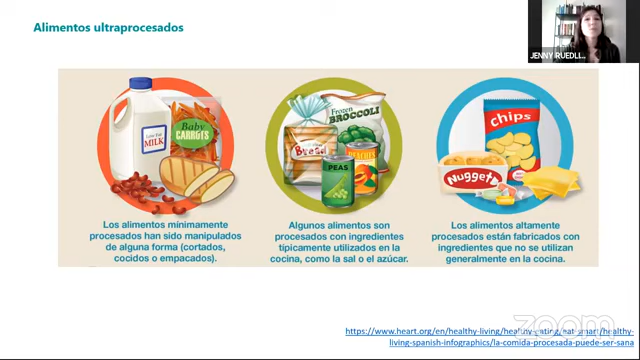 Alimentos ultraprocesados
JENNY RUEDLI...
Low Fat
MILK
Baby
CARROTS
Frozen
BROCCOLI
Bread
PEAS
PEACHES
chips
Nuggets
Los alimentos mínimamente
procesados han sido manipulados
de alguna forma (cortados,
cocidos o empacados).
Algunos alimentos son
procesados con ingredientes
típicamente utilizados en la
cocina, como la sal o el azúcar.
Los alimentos altamente
procesados están fabricados con
ingredientes que no se utilizan
generalmente en la cocina.
zoom
https://www.heart.org/en/healthy-living/healthy-eating/eat-smart/healthy-
living-spanish-infographics/la-comida-procesada-puede-ser-sana